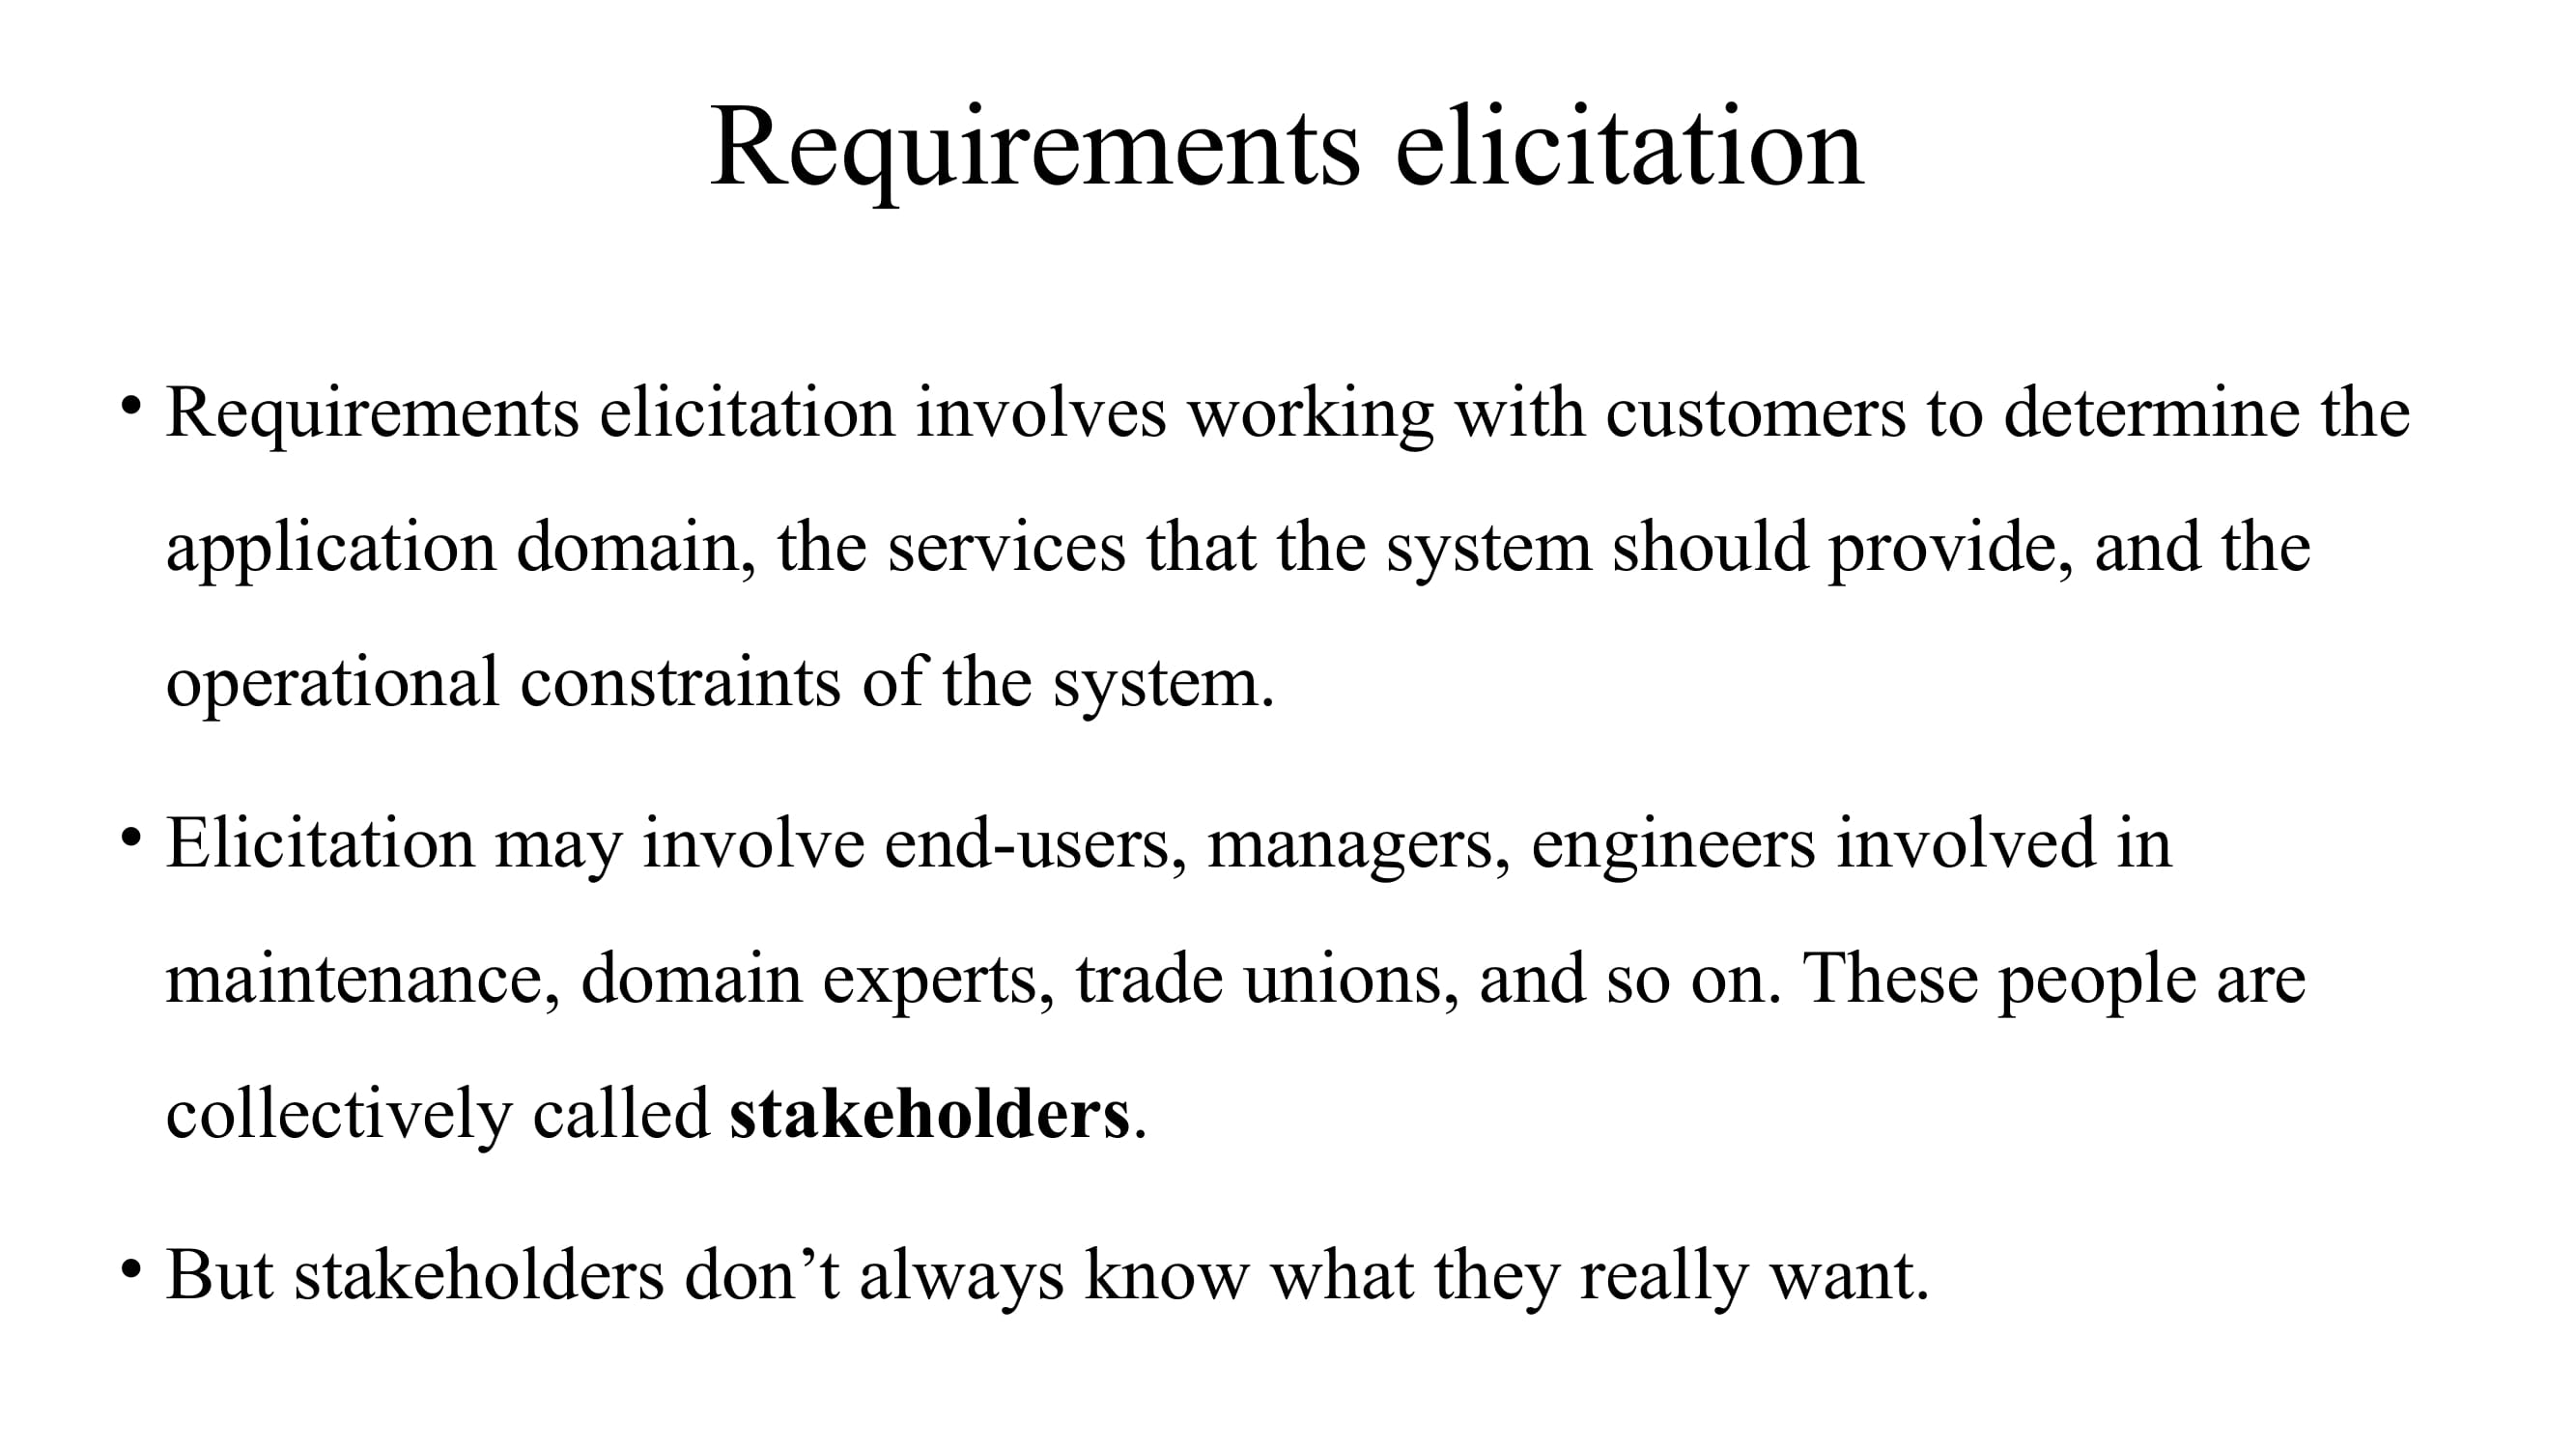 Requirements elicitation
• Requirements elicitation involves working with customers to determine the
application domain, the services that the system should provide, and the
operational constraints of the system.
• Elicitation may involve end-users, managers, engineers involved in
maintenance, domain experts, trade unions, and so on. These people are
collectively called stakeholders.
• But stakeholders don’t always know what they really want.